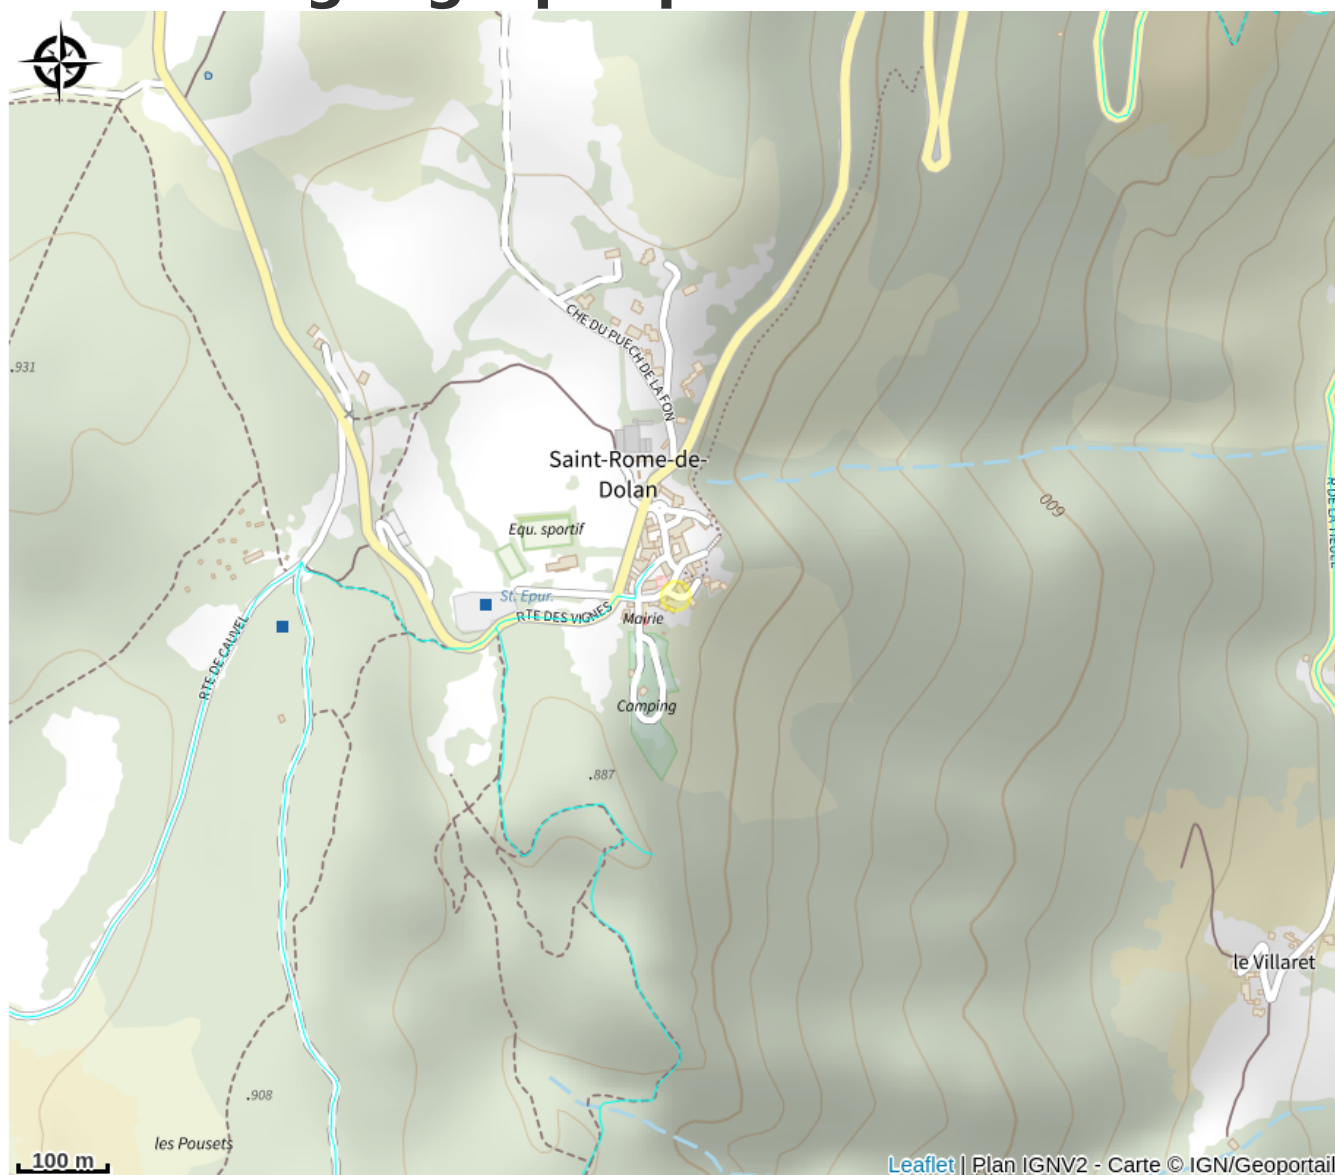 CHE DU PUECH DE LA FON
.931
Saint-Rome-de-
Dolan
Equ. sportif
600
St. Epur.
RTE DES VIGNES
Mairie
RTE DE CAUVEL
Camping
.887
le Villaret
.908
les Pousets
100 m
Leaflet | Plan IGNV2 - Carte © IGN/Geoportail